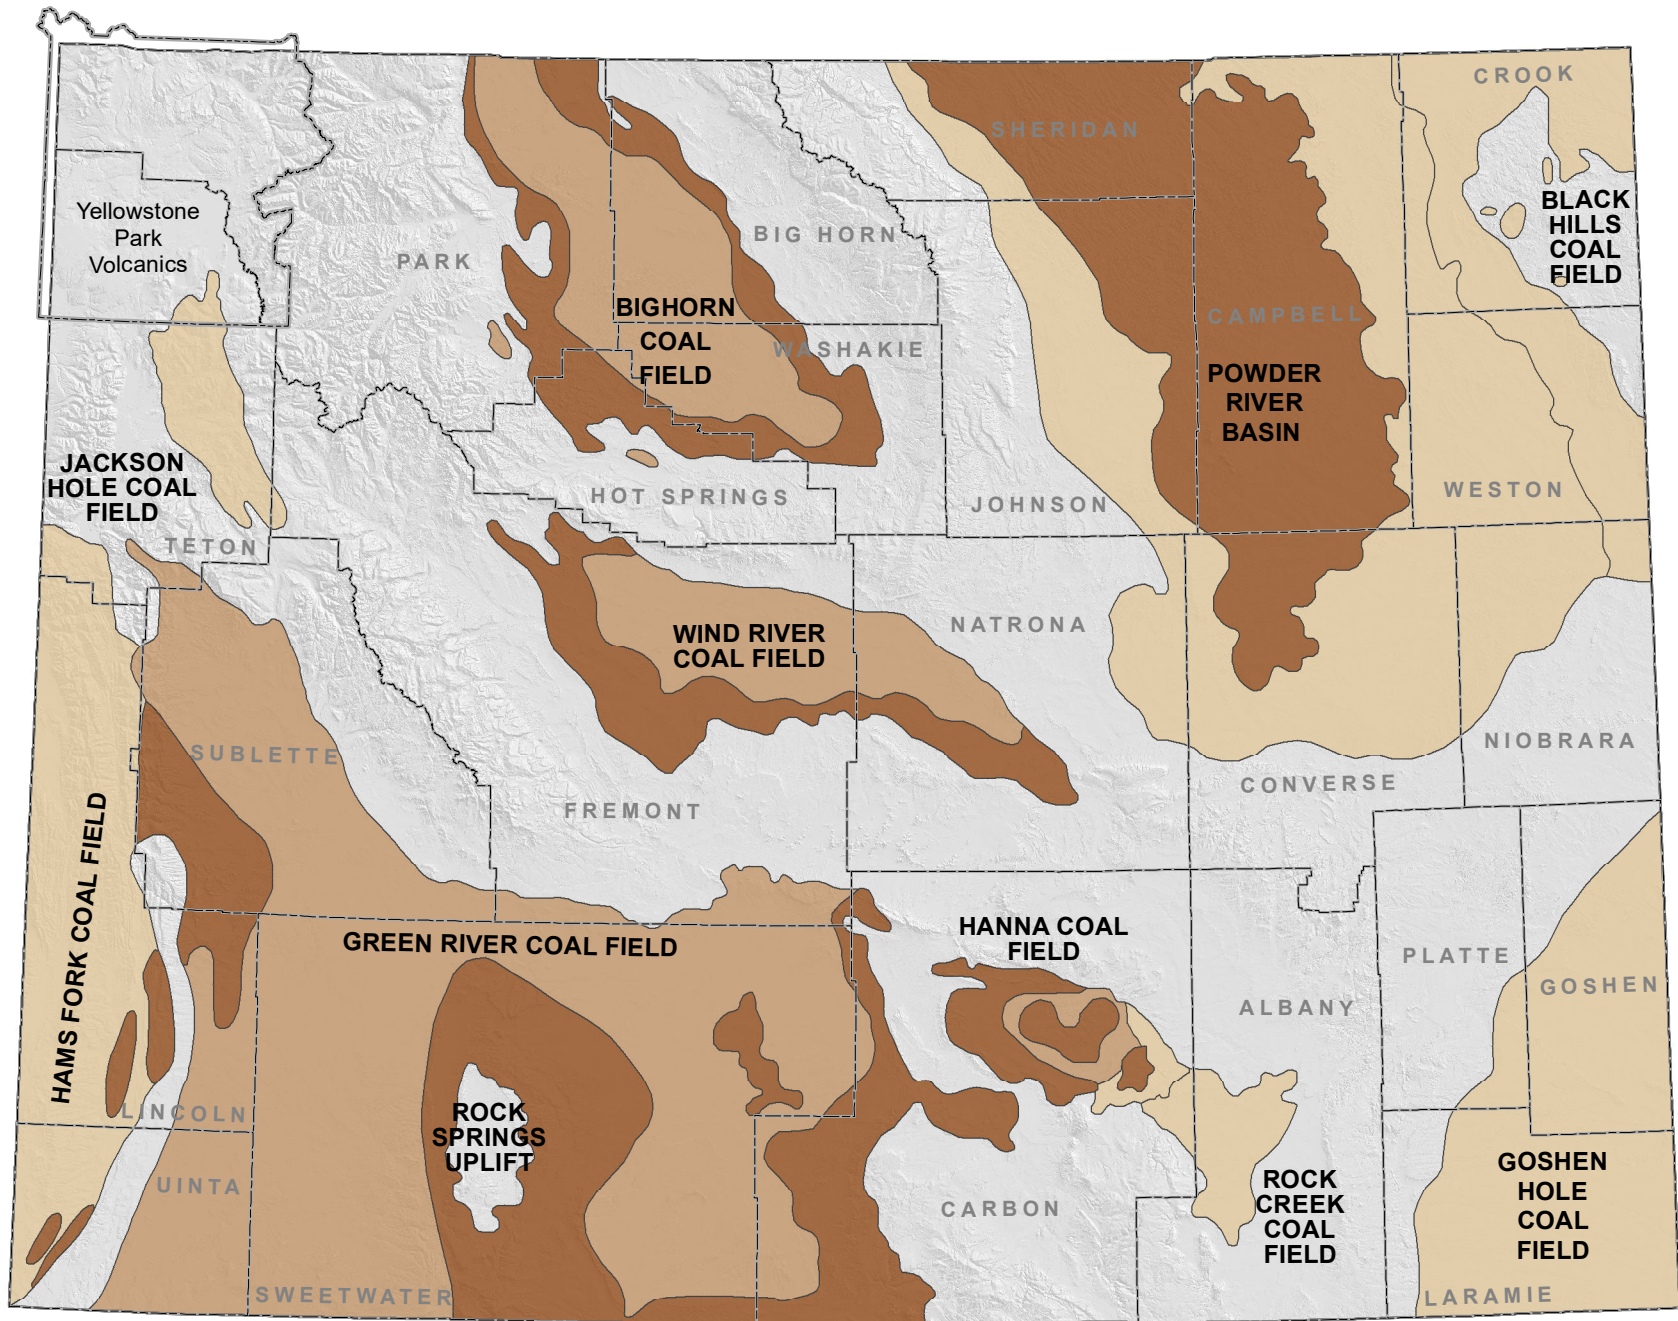 CROOK
SHERIDAN
Yellowstone
Park
Volcanics
BLACK
HILLS
COAL
FIELD
PARK
BIG HORN
BIGHORN
COAL
FIELD
WASHAKIE
CAMPBELL
POWDER
RIVER
BASIN
JACKSON
HOLE COAL
FIELD
HOT SPRINGS
JOHNSON
WESTON
TETON
WIND RIVER
COAL FIELD
NATRONA
SUBLETTE
NIOBRARA
FREMONT
CONVERSE
HAMS FORK COAL FIELD
GREEN RIVER COAL FIELD
HANNA COAL
FIELD
PLATTE
GOSHEN
ALBANY
LINCOLN
ROCK
SPRINGS
UPLIFT
UINTA
CARBON
ROCK
CREEK
COAL
FIELD
GOSHEN
HOLE
COAL
FIELD
SWEETWATER
LARAMIE